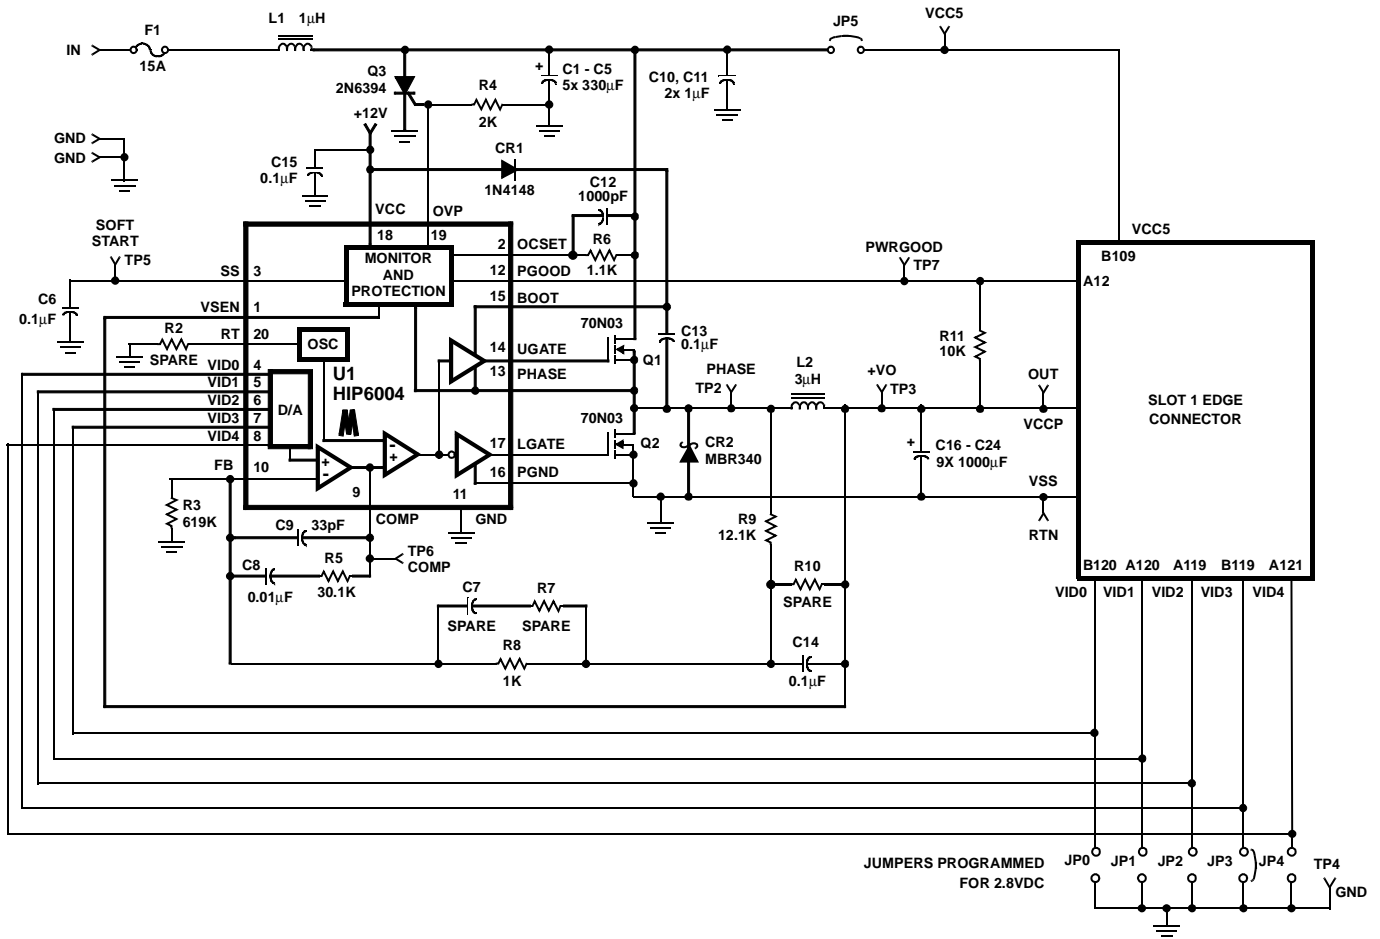 L1 1μH
F1
IN
15A
JP5
VCC5
Q3
2N6394
+
C1 - C5
5x 330μF
C10, C11
2x 1μF
R4
2K
+12V
GND
GND
C15
0.1μF
CR1
1N4148
C12
1000pF
VCC
OVP
18
19
SOFT
START
TP5
2
OCSET
R6
1.1K
MONITOR
AND
PROTECTION
PWRGOOD
TP7
VCC5
B109
A12
SS
3
12
PGOOD
C6
0.1μF
VSEN
1
15
BOOT
R2
SPARE
RT
20
OSC
70N03
C13
0.1μF
R11
10K
14
UGATE
Q1
13
PHASE
VID0
4
VID1
5
VID2
6
VID3
7
VID4
8
D/A
U1
HIP6004
PHASE
TP2
L2
3μH
+VO
TP3
OUT
VCCP
SLOT 1 EDGE
CONNECTOR
70N03
Q2
CR2
MBR340
+
C16 - C24
9X 1000μF
17
LGATE
16
PGND
+
-
-
+
FB
10
9
11
COMP
GND
VSS
RTN
R3
619K
C9
33pF
TP6
COMP
C8
0.01μF
R5
30.1K
R9
12.1K
R10
SPARE
B120
A120
A119
B119
A121
VID0
VID1
VID2
VID3
VID4
C7
SPARE
R7
SPARE
R8
1K
C14
0.1μF
JUMPERS PROGRAMMED
FOR 2.8VDC
JP0
JP1
JP2
JP3
JP4
TP4
GND